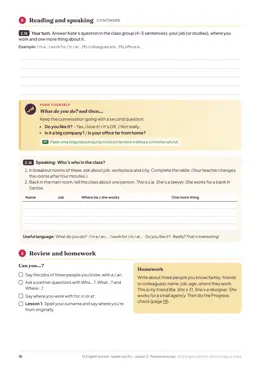 Reading and speaking CONTINUED
Your turn. Answer Kate's question in the class group (4–5 sentences): your job (or studies), where you
work and one more thing about it.
Example: I'm a... I work for / in / at... My colleagues are... My office is...
PUSH YOURSELF
What do you do? and then...
Keep the conversation going with a second question:
• Do you like it? – Yes, I love it! / It's OK. / Not really.
• Is it a big company? / Is your office far from home?
Speaking: Who's who in the class?
1. In breakout rooms of three: ask about job, workplace and city. Complete the table. (Your teacher changes
the rooms after four minutes.)
2. Back in the main room, tell the class about one person: This is Lia. She's a lawyer. She works for a bank in
Santos.
Name Job Where he / she works One more thing
Useful language: What do you do? · I'm a / an... · I work for / in / at... · Do you like it? · Really? That's interesting!
Review and homework
Can you...?
Say the jobs of three people you know, with a / an
Ask a partner questions with Who...?, What...? and
Where...?
Say where you work with for, in or at
Lesson 1: Spell your surname and say where you're
from originally
Homework
Write about three people you know (family, friends
or colleagues): name, job, age, where they work.
This is my friend Bia. She's 31. She's a designer. She
works for a small agency. Then do the Progress
check (page